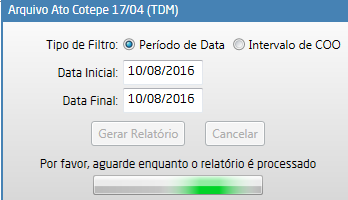 Arquivo Ato Cotepe 17/04 (TDM)
Tipo de Filtro: Período de Data Intervalo de COO
Data Inicial: 10/08/2016
Data Final: 10/08/2016
Gerar Relatório Cancelar
Por favor, aguarde enquanto o relatório é processado